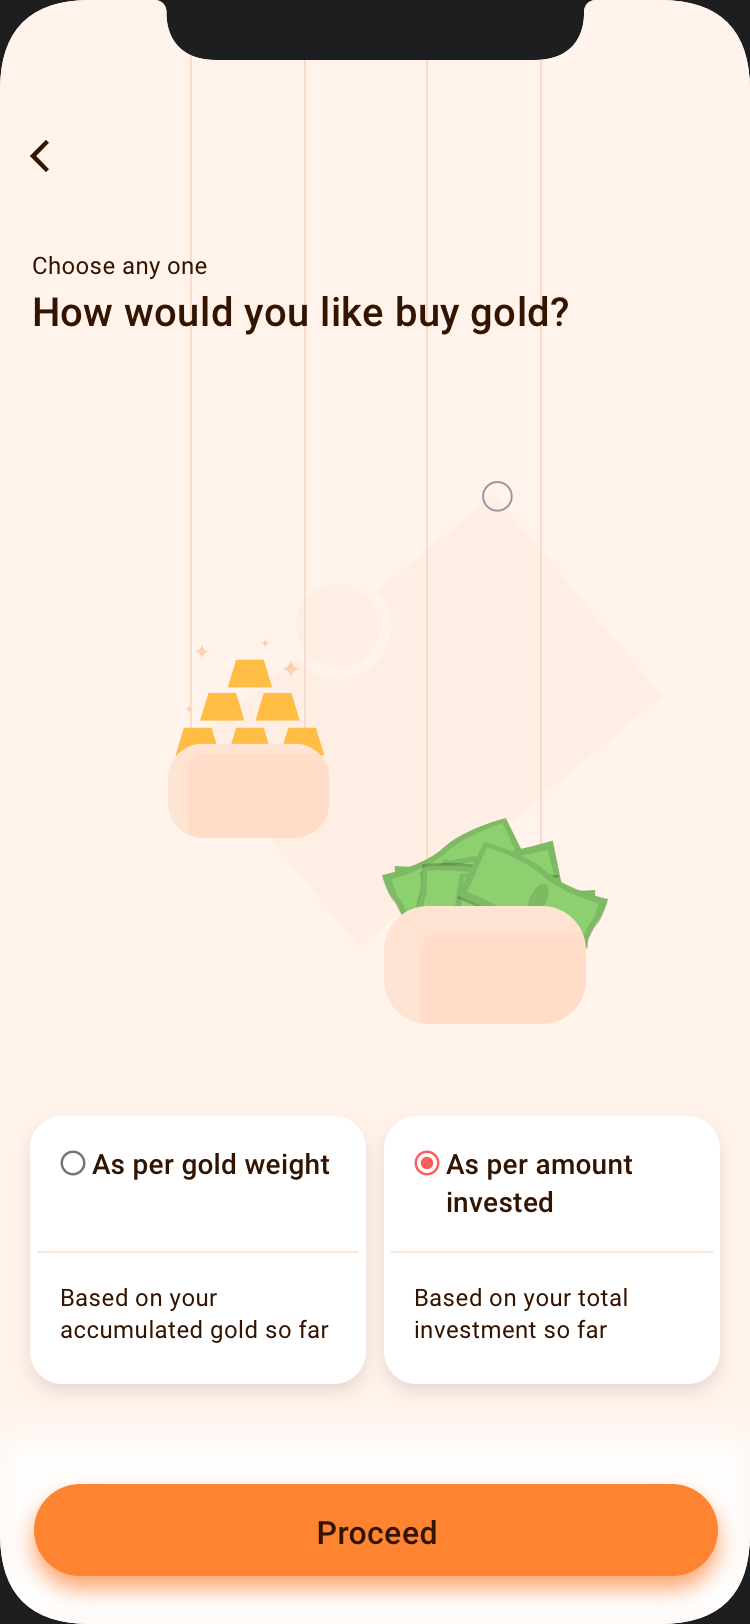 Choose any one
How would you like buy gold?
As per gold weight
Based on your
accumulated gold so far
As per amount
invested
Based on your total
investment so far
Proceed